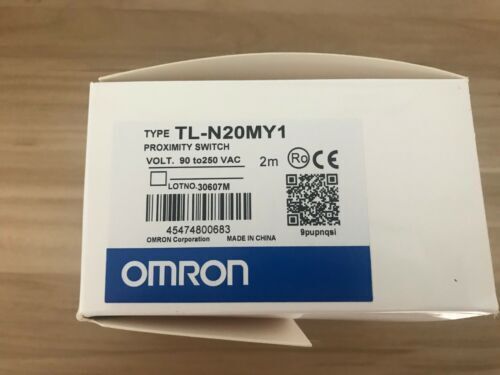 TYPE TL-N20MY1
PROXIMITY SWITCH
VOLT. 90 to250 VAC 2m Ro CE
LOTNO.30607M
45474800683
OMRON Corporation MADE IN CHINA
9pupnqsi
OMRON